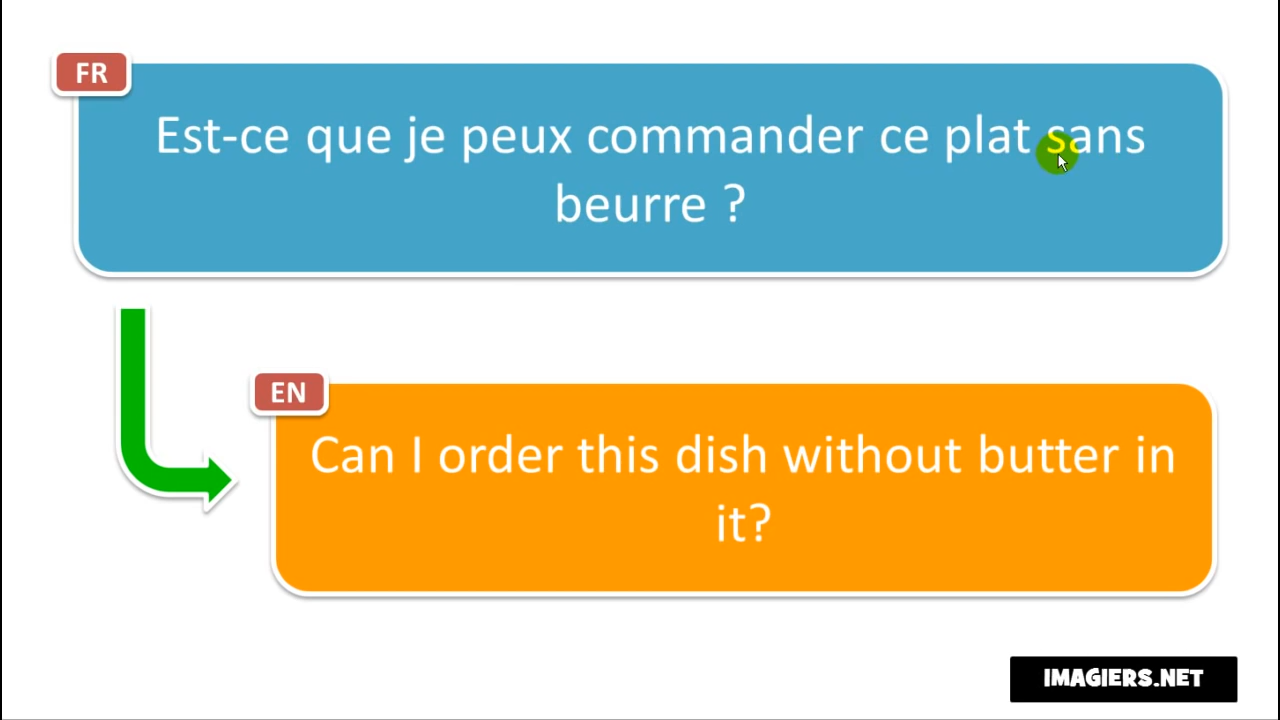 FR
Est-ce que je peux commander ce plat sans
beurre ?
EN
Can I order this dish without butter in
it?
IMAGIERS.NET